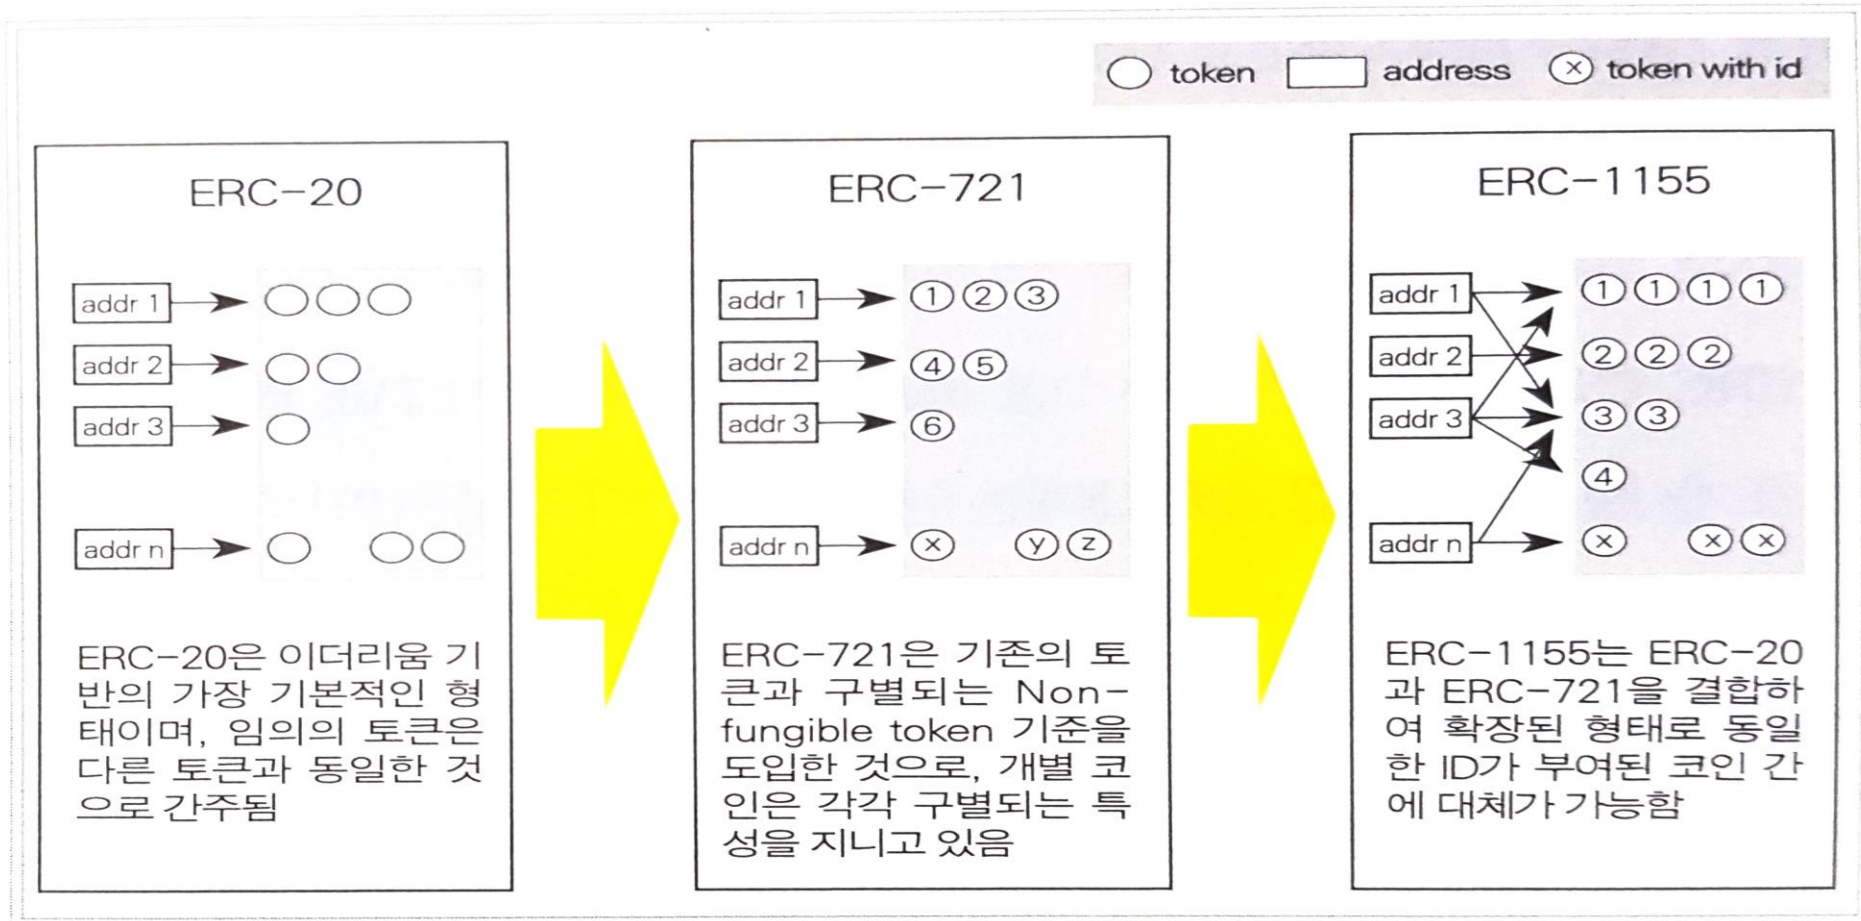 token address ⓧ token with id
ERC-20
addr 1
addr 2
addr 3
addr n
ERC-20은 이더리움 기
반의 가장 기본적인 형
태이며, 임의의 토큰은
다른 토큰과 동일한 것
으로 간주됨
ERC-721
addr 1 ① ② ③
addr 2 ④ ⑤
addr 3 ⑥
addr n ⓧ ⓨ ⓩ
ERC-721은 기존의 토
큰과 구별되는 Non-
fungible token 기준을
도입한 것으로, 개별 코
인은 각각 구별되는 특
성을 지니고 있음
ERC-1155
addr 1 ① ① ① ①
addr 2 ② ② ②
addr 3 ③ ③
④
addr n ⓧ ⓧ ⓧ
ERC-1155는 ERC-20
과 ERC-721을 결합하
여 확장된 형태로 동일
한 ID가 부여된 코인 간
에 대체가 가능함